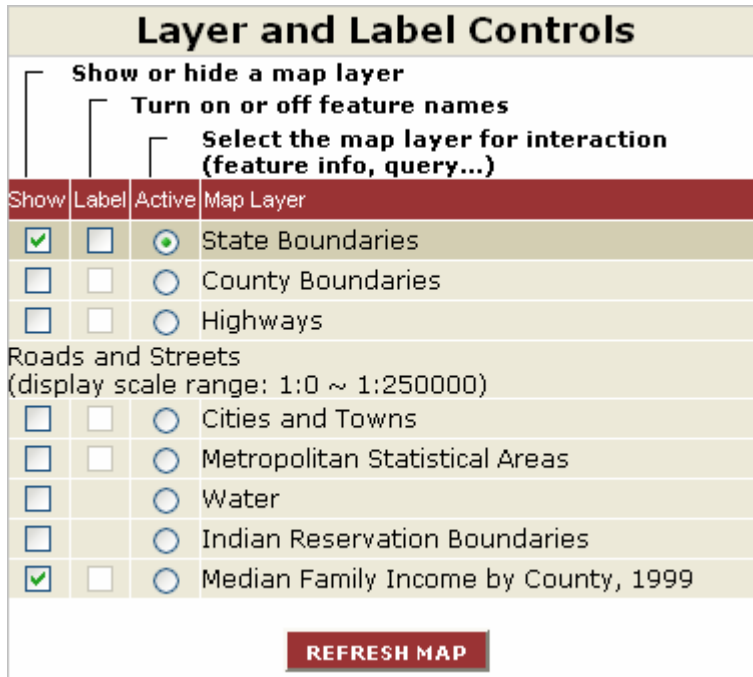 Layer and Label Controls
Show or hide a map layer
Turn on or off feature names
Select the map layer for interaction
(feature info, query...)
Show Label Active Map Layer
State Boundaries
County Boundaries
Highways
Roads and Streets
(display scale range: 1:0 ~ 1:250000)
Cities and Towns
Metropolitan Statistical Areas
Water
Indian Reservation Boundaries
Median Family Income by County, 1999
REFRESH MAP